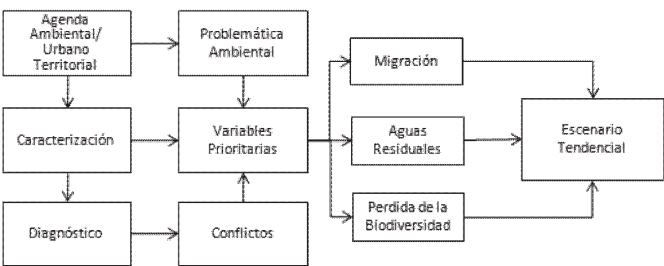 Agenda
Ambiental/
Urbano
Territorial
Problemática
Ambiental
Migración
Caracterización
Variables
Prioritarias
Aguas
Residuales
Escenario
Tendencial
Diagnóstico
Conflictos
Perdida de la
Biodiversidad